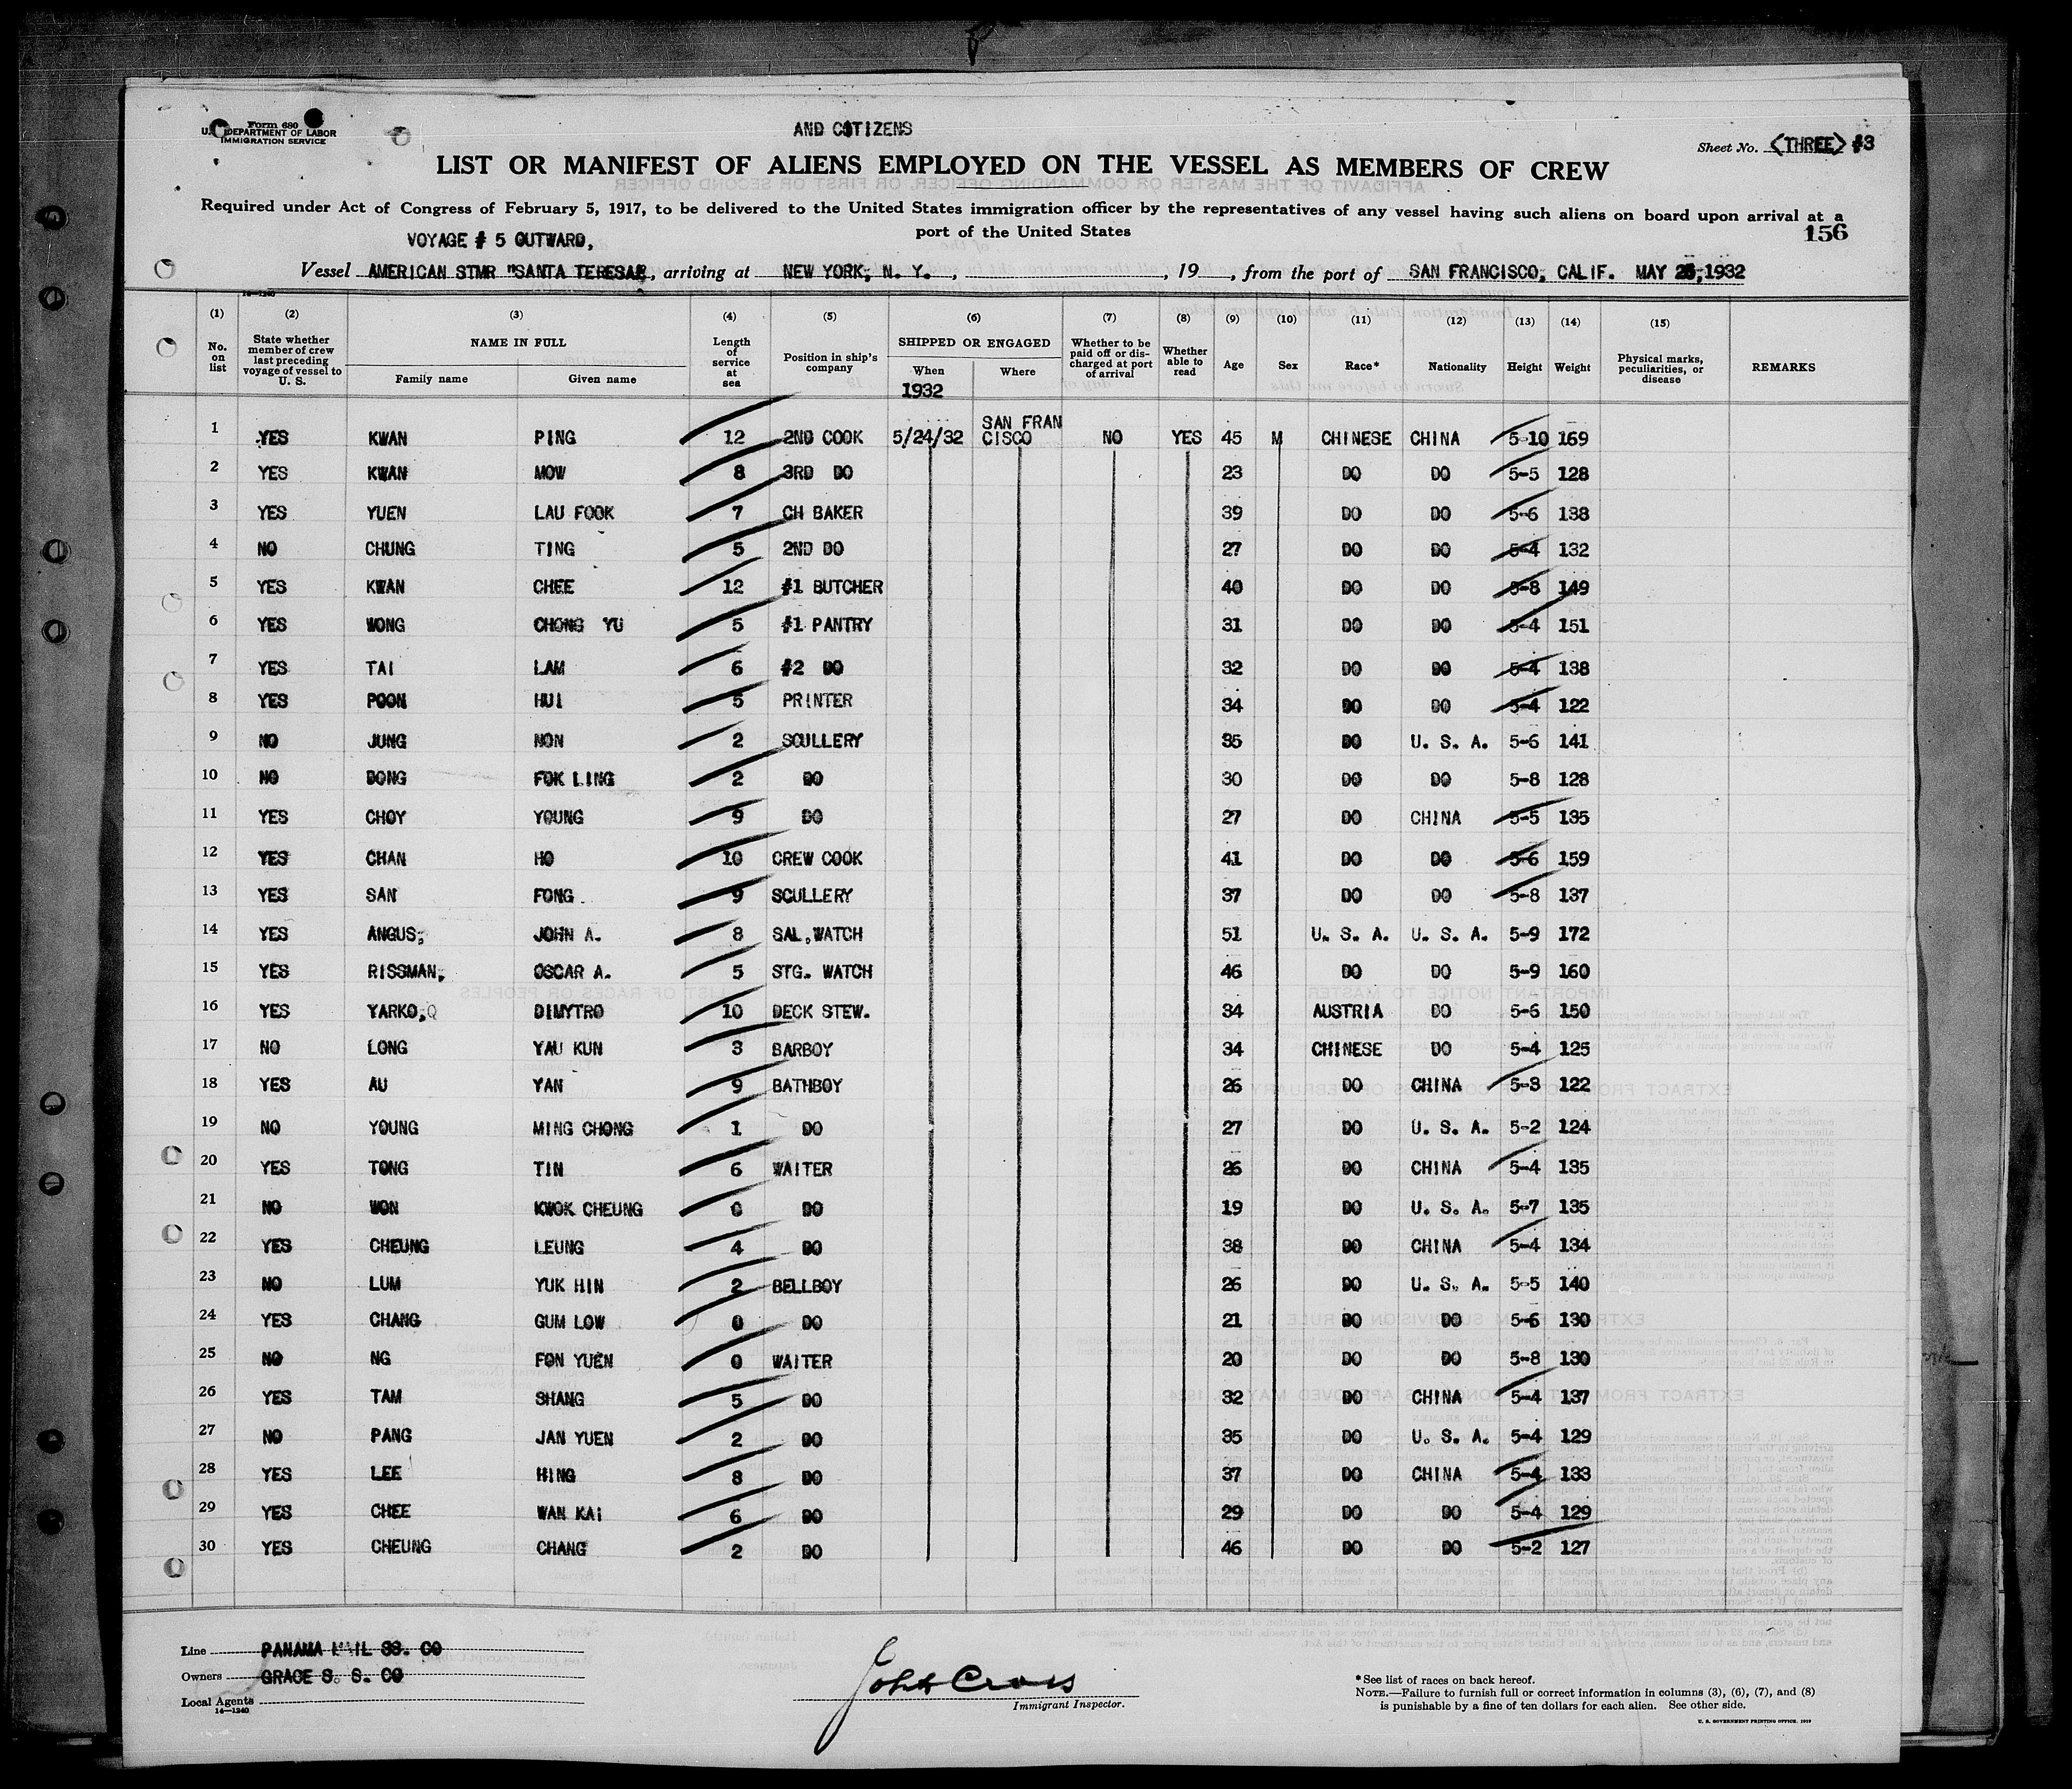 Form 680
U. S. DEPARTMENT OF LABOR
IMMIGRATION SERVICE
AND CITIZENS
Sheet No. (THREE) #3
LIST OR MANIFEST OF ALIENS EMPLOYED ON THE VESSEL AS MEMBERS OF CREW
Required under Act of Congress of February 5, 1917, to be delivered to the United States immigration officer by the representatives of any vessel having such aliens on board upon arrival at a
port of the United States
156
VOYAGE # 5 OUTWARD,
Vessel AMERICAN STMR "SANTA TERESA", arriving at NEW YORK, N. Y. , , 19 , from the port of SAN FRANCISCO, CALIF. MAY 25, 1932
14—1240
(1) (2) (3) (4) (5) (6) (7) (8) (9) (10) (11) (12) (13) (14) (15)
No. on list State whether member of crew last preceding voyage of vessel to U. S. NAME IN FULL Family name Given name Length of service at sea Position in ship's company SHIPPED OR ENGAGED When 1932 Where Whether to be paid off or discharged at port of arrival Whether able to read Age Sex Race* Nationality Height Weight Physical marks, peculiarities, or disease REMARKS
1 YES KWAN PING 12 2ND COOK 5/24/32 SAN FRAN CISCO NO YES 45 M CHINESE CHINA 5-10 169
2 YES KWAN MOW 8 3RD DO 23 DO DO 5-5 128
3 YES YUEN LAU FOOK 7 CH BAKER 39 DO DO 5-6 138
4 NO CHUNG TING 5 2ND DO 27 DO DO 5-4 132
5 YES KWAN CHEE 12 #1 BUTCHER 40 DO DO 5-8 149
6 YES WONG CHONG YU 5 #1 PANTRY 31 DO DO 5-4 151
7 YES TAI LAM 6 #2 DO 32 DO DO 5-4 138
8 YES POON HUI 5 PRINTER 34 DO DO 5-4 122
9 NO JUNG NON 2 SCULLERY 35 DO U. S. A. 5-6 141
10 NO DONG FOK LING 2 DO 30 DO DO 5-8 128
11 YES CHOY YOUNG 9 DO 27 DO CHINA 5-5 135
12 YES CHAN HO 10 CREW COOK 41 DO DO 5-6 159
13 YES SAN FONG 9 SCULLERY 37 DO DO 5-8 137
14 YES ANGUS, JOHN A. 8 SAL. WATCH 51 U. S. A. U. S. A. 5-9 172
15 YES RISSMAN, OSCAR A. 5 STG. WATCH 46 DO DO 5-9 160
16 YES YARKO, DIMYTRO 10 DECK STEW. 34 AUSTRIA DO 5-6 150
17 NO LONG YAU KUN 3 BARBOY 34 CHINESE DO 5-4 125
18 YES AU YAN 9 BATHBOY 26 DO CHINA 5-3 122
19 NO YOUNG MING CHONG 1 DO 27 DO U. S. A. 5-2 124
20 YES TONG TIN 6 WAITER 26 DO CHINA 5-4 135
21 NO WON KWOK CHEUNG 0 DO 19 DO U. S. A. 5-7 135
22 YES CHEUNG LEUNG 4 DO 38 DO CHINA 5-4 134
23 NO LUM YUK HIN 2 BELLBOY 26 DO U. S. A. 5-5 140
24 YES CHANG GUM LOW 0 DO 21 DO DO 5-6 130
25 NO NG FON YUEN 0 WAITER 20 DO DO 5-8 130
26 YES TAM SHANG 5 DO 32 DO CHINA 5-4 137
27 NO PANG JAN YUEN 2 DO 35 DO U. S. A. 5-4 129
28 YES LEE HING 8 DO 37 DO CHINA 5-4 133
29 YES CHEE WAN KAI 6 DO 29 DO DO 5-4 129
30 YES CHEUNG CHANG 2 DO 46 DO DO 5-2 127
Line PANAMA MAIL SS. CO
Owners GRACE S. S. CO
Local Agents
14—1240
John Cross
Immigrant Inspector.
*See list of races on back hereof.
NOTE.—Failure to furnish full or correct information in columns (3), (6), (7), and (8)
is punishable by a fine of ten dollars for each alien. See other side.
U. S. GOVERNMENT PRINTING OFFICE. 1929